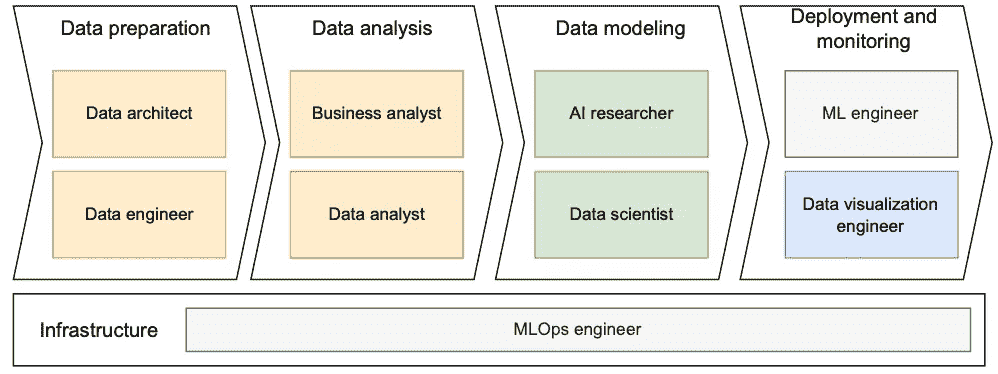 Data preparation
Data architect
Data engineer
Data analysis
Business analyst
Data analyst
Data modeling
AI researcher
Data scientist
Deployment and
monitoring
ML engineer
Data visualization
engineer
Infrastructure
MLOps engineer